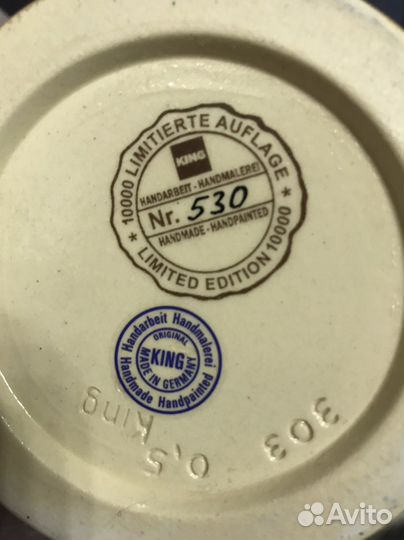 * 10000 LIMITIERTE AUFLAGE *
KING
HANDARBEIT - HANDMALEREI
Nr. 530
HANDMADE - HANDPAINTED
LIMITED EDITION 10000
Handarbeit Handmalerei
ORIGINAL
KING
MADE IN GERMANY
Handmade Handpainted
303 0,5 King
Avito